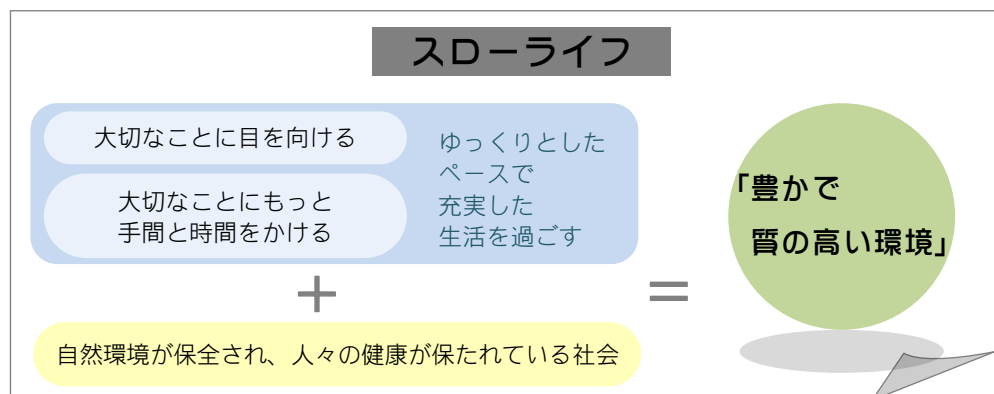 スローライフ
大切なことに目を向ける
大切なことにもっと
手間と時間をかける
ゆっくりとした
ペースで
充実した
生活を過ごす
+
=
「豊かで
質の高い環境」
自然環境が保全され、人々の健康が保たれている社会